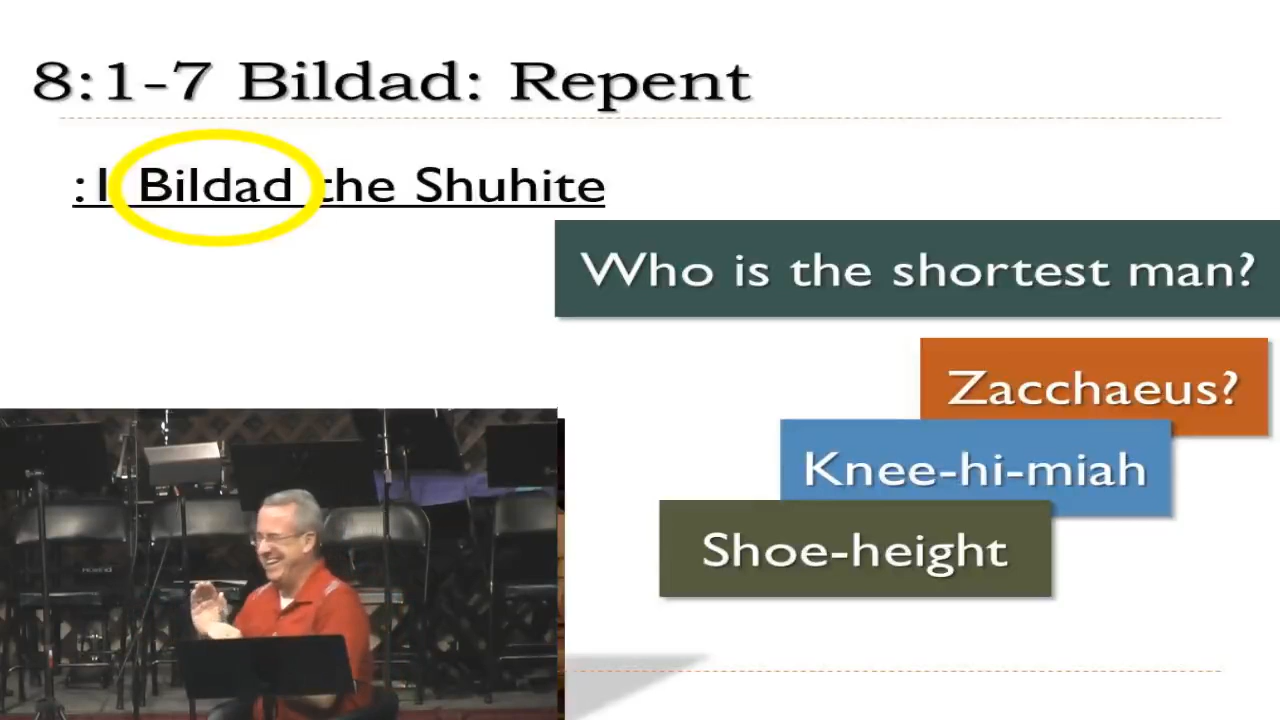 8:1-7 Bildad: Repent
:1 Bildad the Shuhite
Who is the shortest man?
Zacchaeus?
Knee-hi-miah
Shoe-height